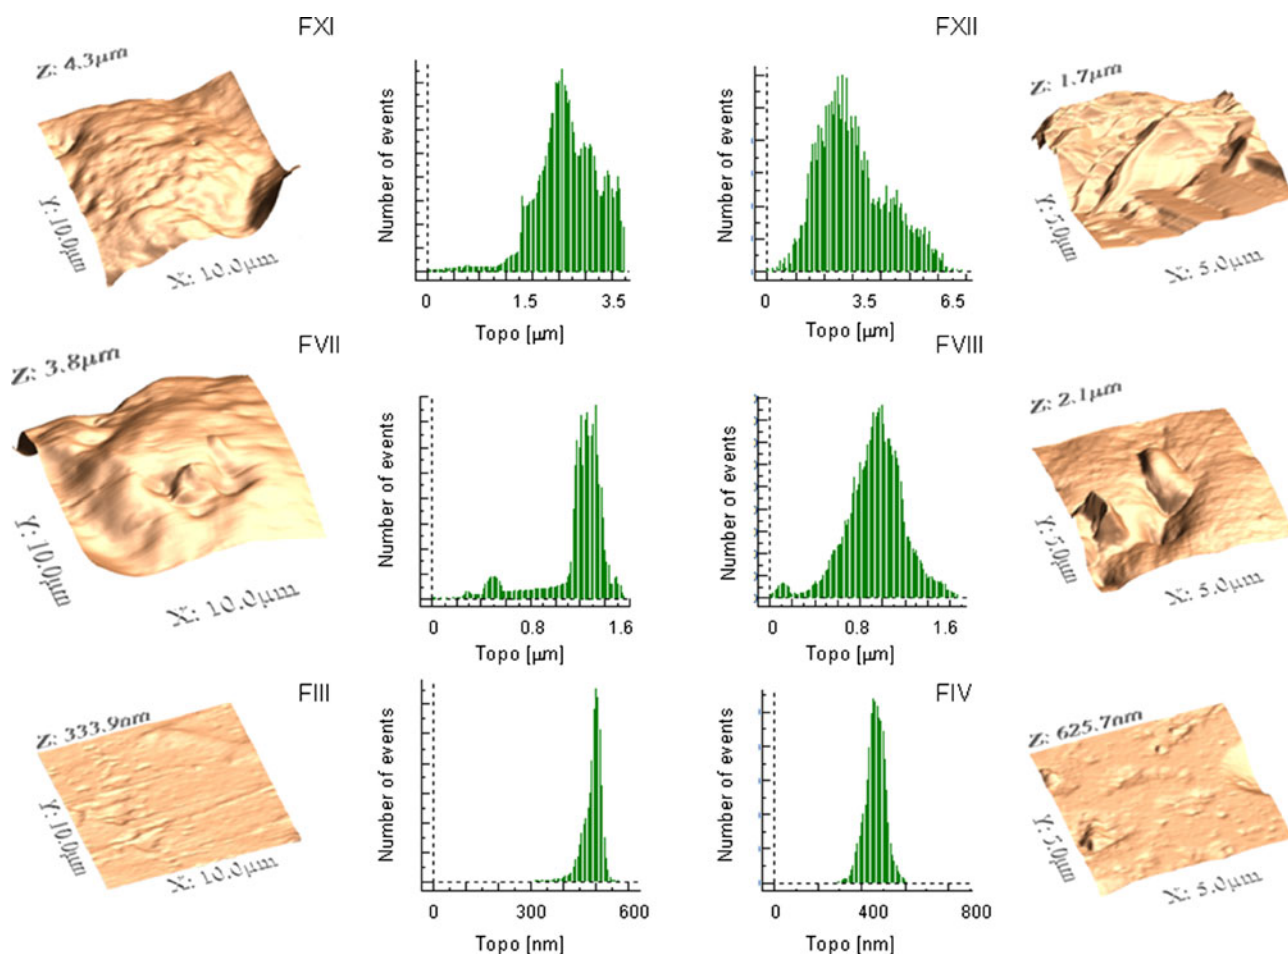 FXI
FXII
Z: 4.3µm
Y: 10.0µm
X: 10.0µm
Number of events
0 1.5 3.5
Topo [µm]
Number of events
0 3.5 6.5
Topo [µm]
Z: 1.7µm
Y: 5.0µm
X: 5.0µm
FVII
FVIII
Z: 3.8µm
Y: 10.0µm
X: 10.0µm
Number of events
0 0.8 1.6
Topo [µm]
Number of events
0 0.8 1.6
Topo [µm]
Z: 2.1µm
Y: 5.0µm
X: 5.0µm
FIII
FIV
Z: 333.9nm
Y: 10.0µm
X: 10.0µm
Number of events
0 300 600
Topo [nm]
Number of events
0 400 800
Topo [nm]
Z: 625.7nm
Y: 5.0µm
X: 5.0µm